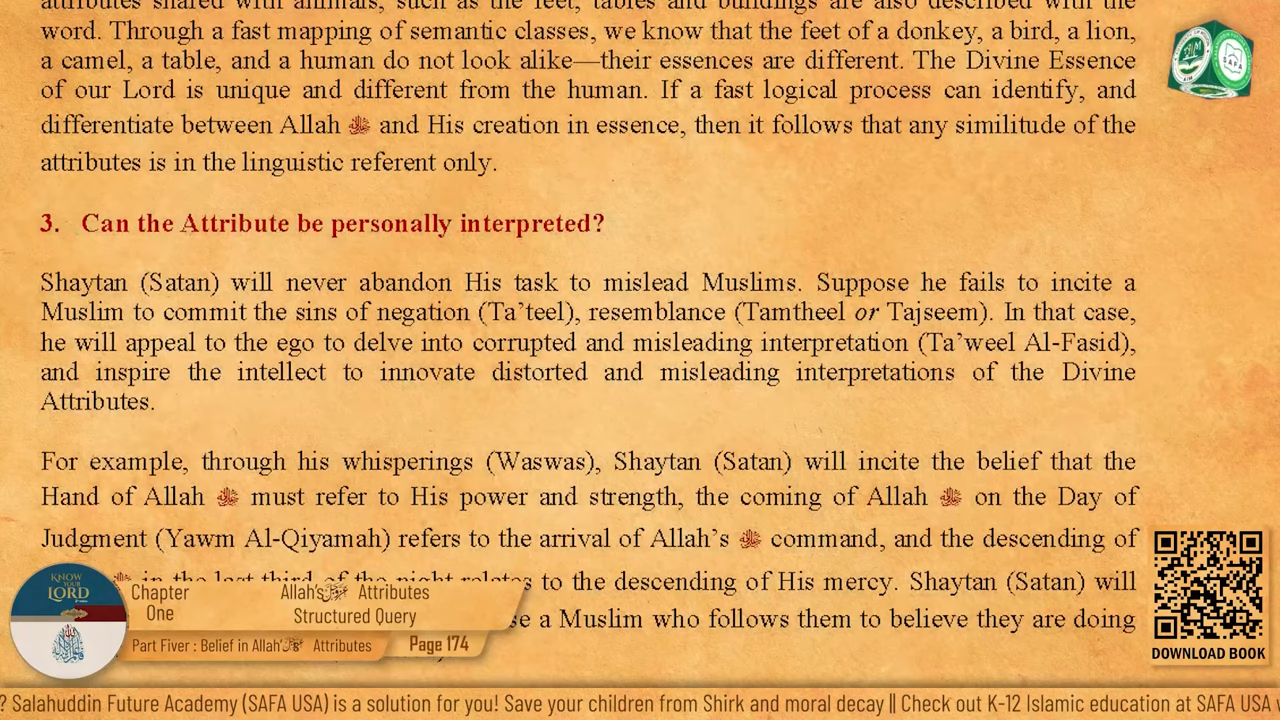 attributes shared with animals, such as the feet, tables and buildings are also described with the
word. Through a fast mapping of semantic classes, we know that the feet of a donkey, a bird, a lion,
a camel, a table, and a human do not look alike—their essences are different. The Divine Essence
of our Lord is unique and different from the human. If a fast logical process can identify, and
differentiate between Allah ﷻ and His creation in essence, then it follows that any similitude of the
attributes is in the linguistic referent only.
3. Can the Attribute be personally interpreted?
Shaytan (Satan) will never abandon His task to mislead Muslims. Suppose he fails to incite a
Muslim to commit the sins of negation (Ta’teel), resemblance (Tamtheel or Tajseem). In that case,
he will appeal to the ego to delve into corrupted and misleading interpretation (Ta’weel Al-Fasid),
and inspire the intellect to innovate distorted and misleading interpretations of the Divine
Attributes.
For example, through his whisperings (Waswas), Shaytan (Satan) will incite the belief that the
Hand of Allah ﷻ must refer to His power and strength, the coming of Allah ﷻ on the Day of
Judgment (Yawm Al-Qiyamah) refers to the arrival of Allah’s ﷻ command, and the descending of
ﷻ in the last third of the night relates to the descending of His mercy. Shaytan (Satan) will
a Muslim who follows them to believe they are doing
KNOW YOUR LORD
Chapter One
Allah’s ﷻ Attributes
Structured Query
Part Fiver : Belief in Allah’s ﷻ Attributes
Page 174
DOWNLOAD BOOK
? Salahuddin Future Academy (SAFA USA) is a solution for you! Save your children from Shirk and moral decay || Check out K-12 Islamic education at SAFA USA